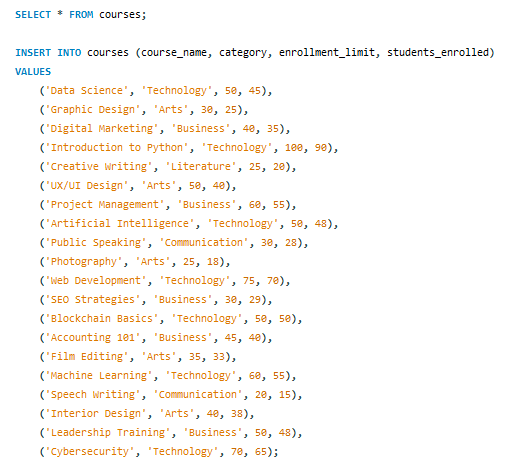 SELECT * FROM courses;
INSERT INTO courses (course_name, category, enrollment_limit, students_enrolled)
VALUES
('Data Science', 'Technology', 50, 45),
('Graphic Design', 'Arts', 30, 25),
('Digital Marketing', 'Business', 40, 35),
('Introduction to Python', 'Technology', 100, 90),
('Creative Writing', 'Literature', 25, 20),
('UX/UI Design', 'Arts', 50, 40),
('Project Management', 'Business', 60, 55),
('Artificial Intelligence', 'Technology', 50, 48),
('Public Speaking', 'Communication', 30, 28),
('Photography', 'Arts', 25, 18),
('Web Development', 'Technology', 75, 70),
('SEO Strategies', 'Business', 30, 29),
('Blockchain Basics', 'Technology', 50, 50),
('Accounting 101', 'Business', 45, 40),
('Film Editing', 'Arts', 35, 33),
('Machine Learning', 'Technology', 60, 55),
('Speech Writing', 'Communication', 20, 15),
('Interior Design', 'Arts', 40, 38),
('Leadership Training', 'Business', 50, 48),
('Cybersecurity', 'Technology', 70, 65);